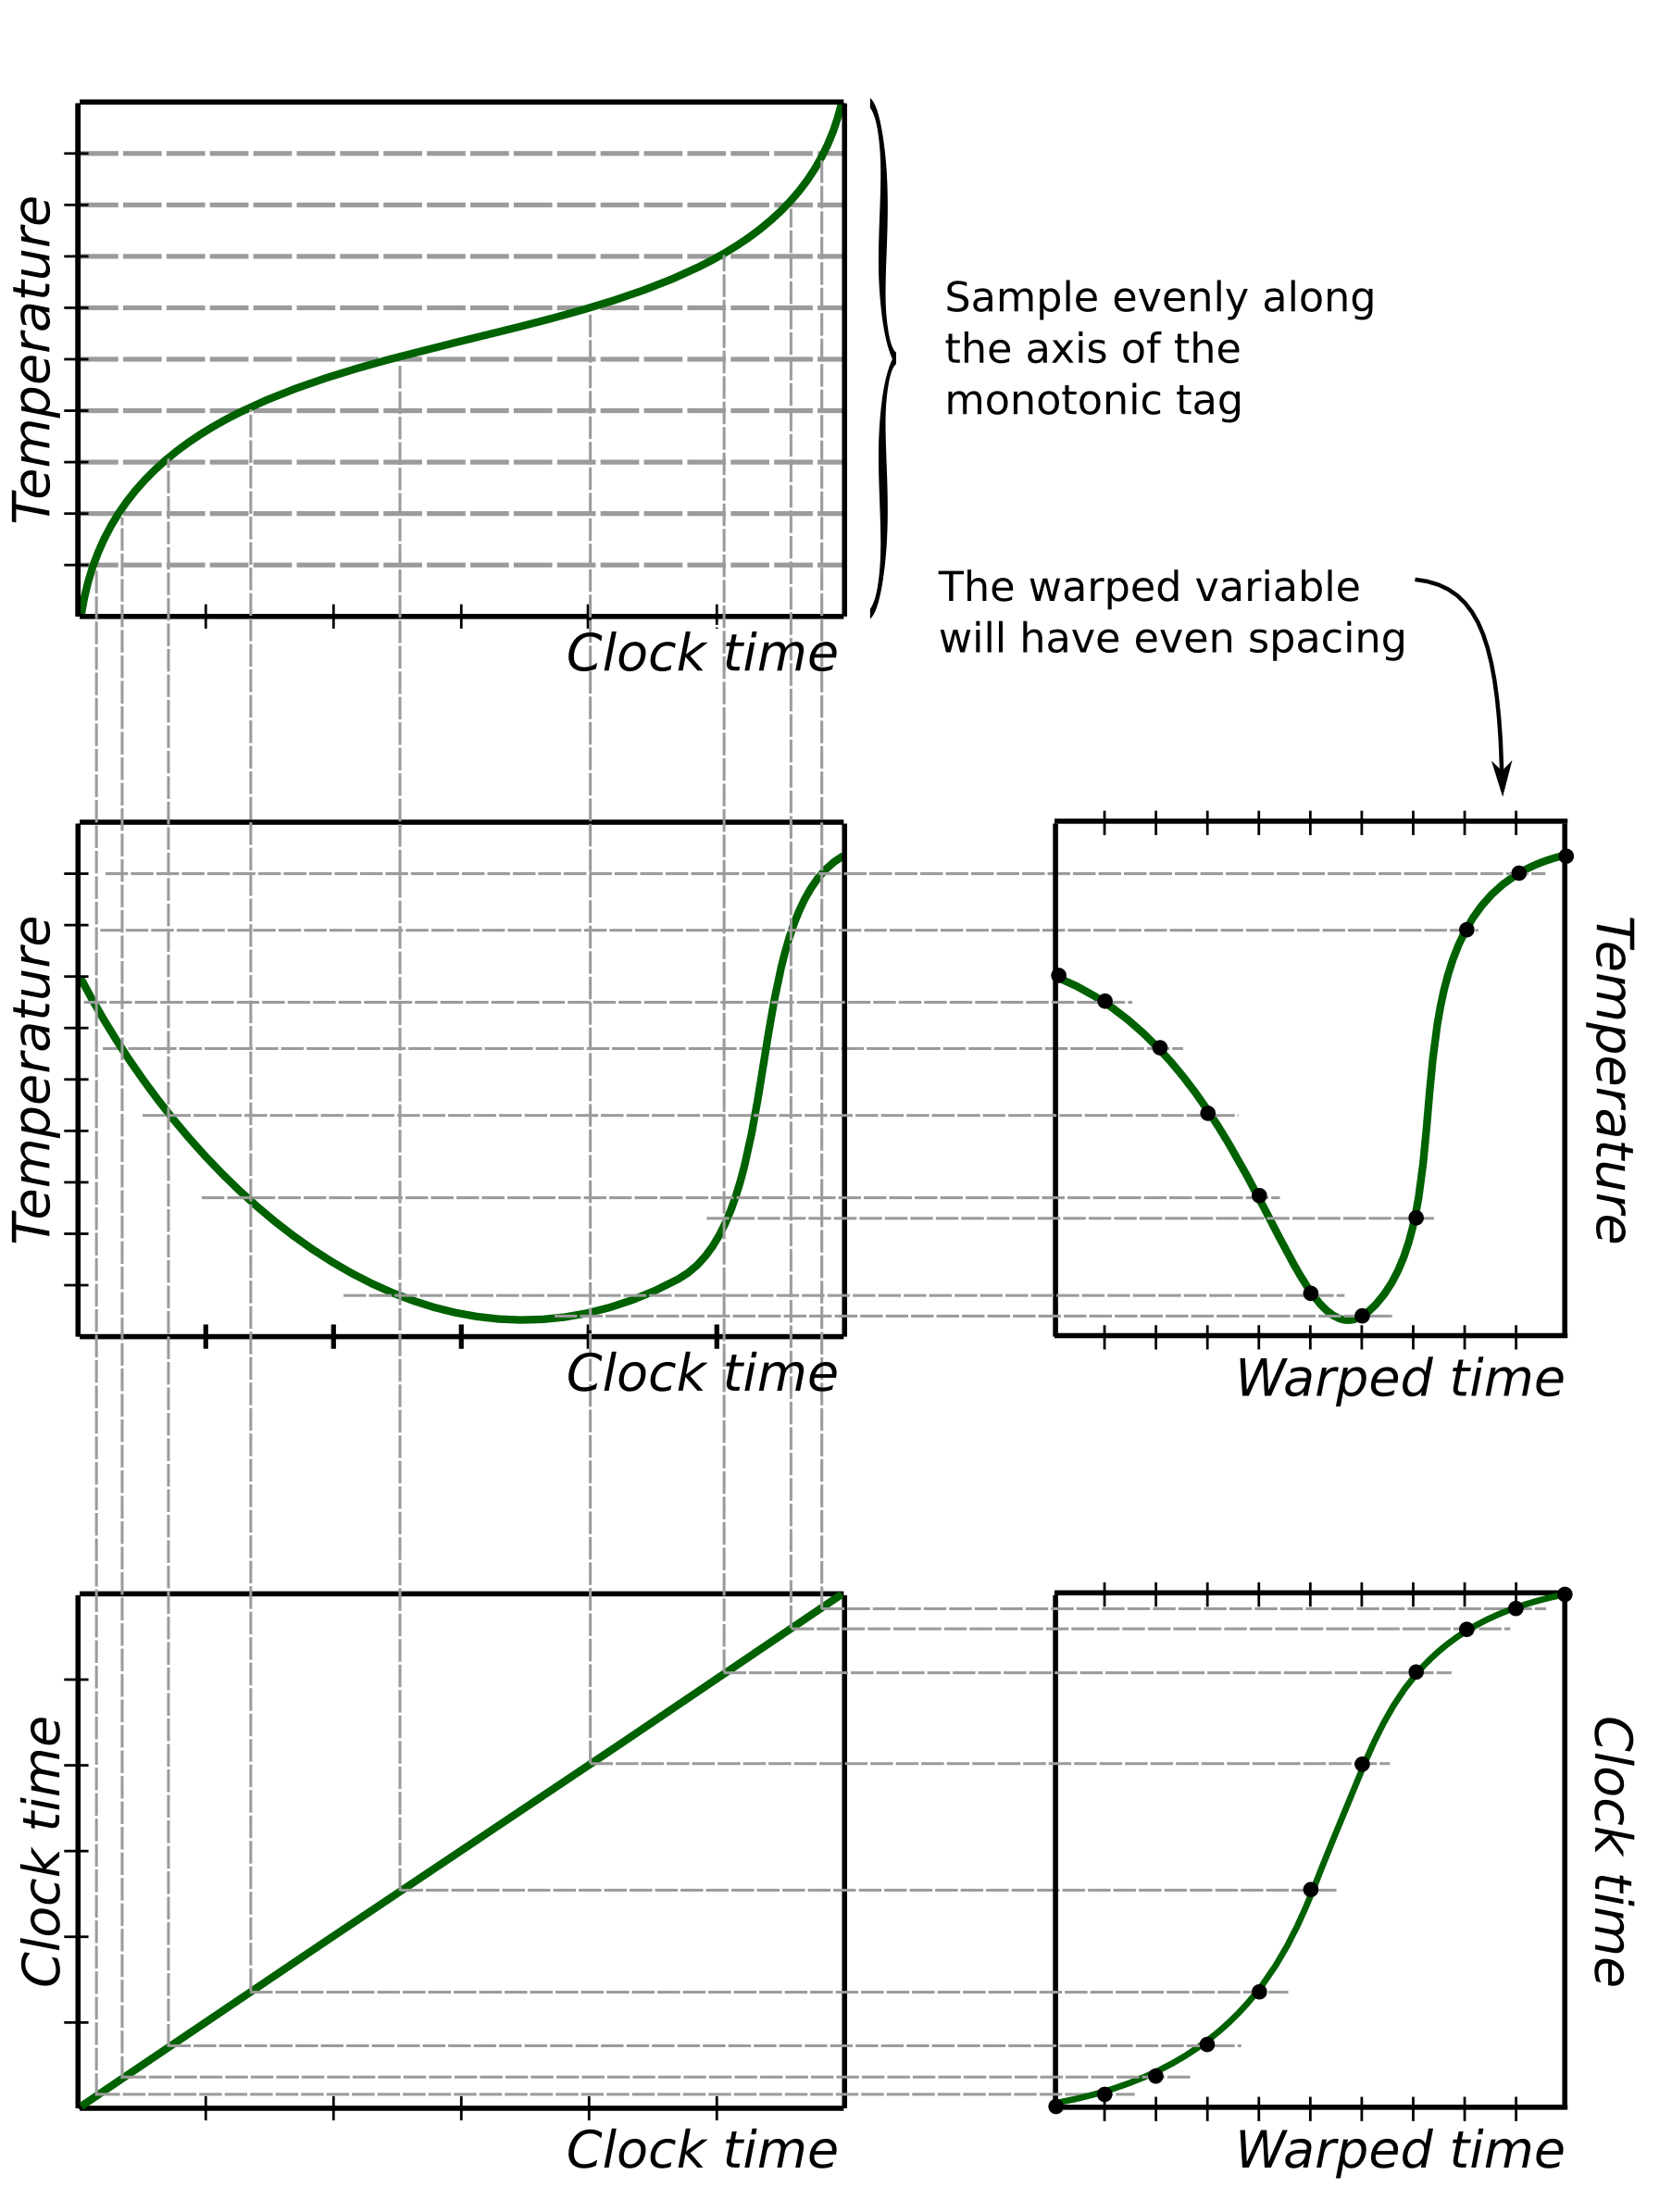 Temperature
Sample evenly along
the axis of the
monotonic tag
Clock time
The warped variable
will have even spacing
Temperature
Temperature
Clock time
Warped time
Clock time
Clock time
Clock time
Warped time